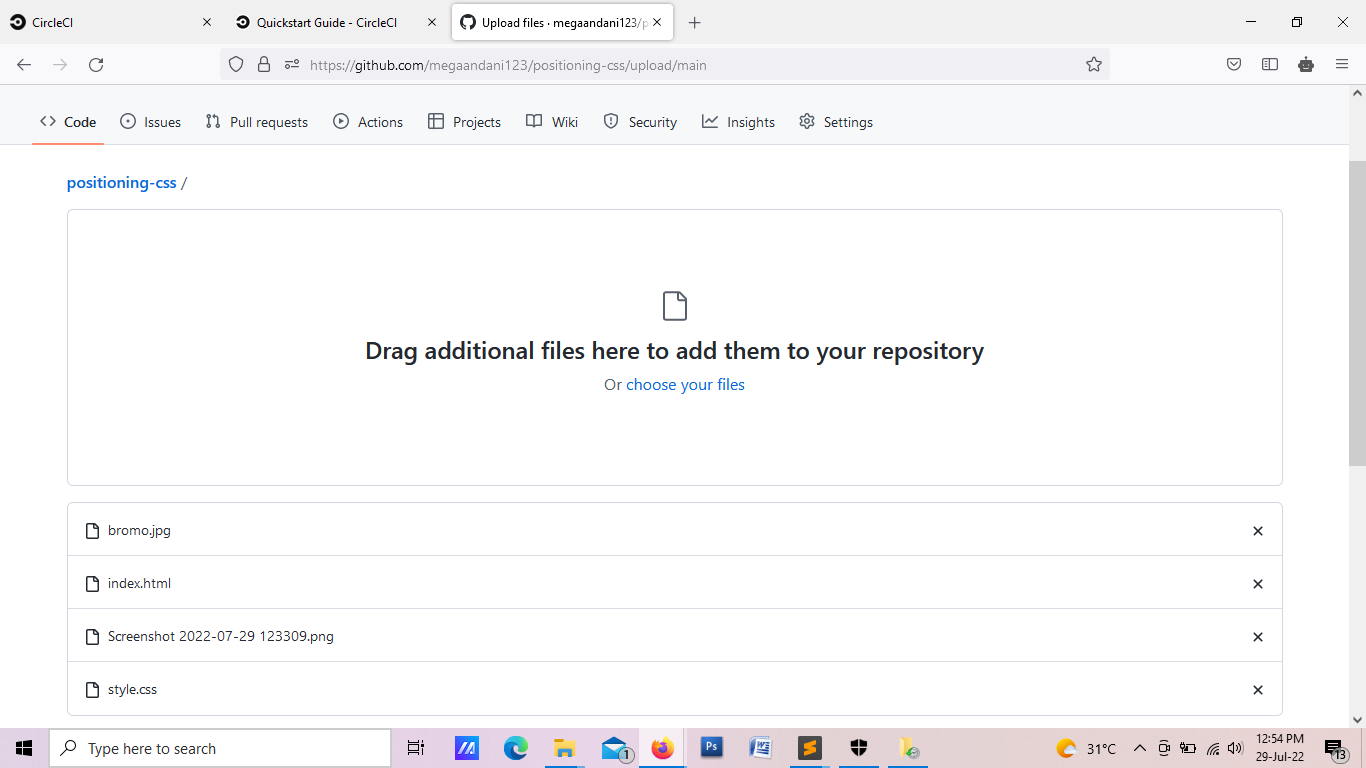 CircleCI
Quickstart Guide - CircleCI
Upload files · megaandani123/p
https://github.com/megaandani123/positioning-css/upload/main
Code Issues Pull requests Actions Projects Wiki Security Insights Settings
positioning-css /
Drag additional files here to add them to your repository
Or choose your files
bromo.jpg
index.html
Screenshot 2022-07-29 123309.png
style.css
Type here to search
1
Ps
W
S
31°C
12:54 PM
29-Jul-22
13